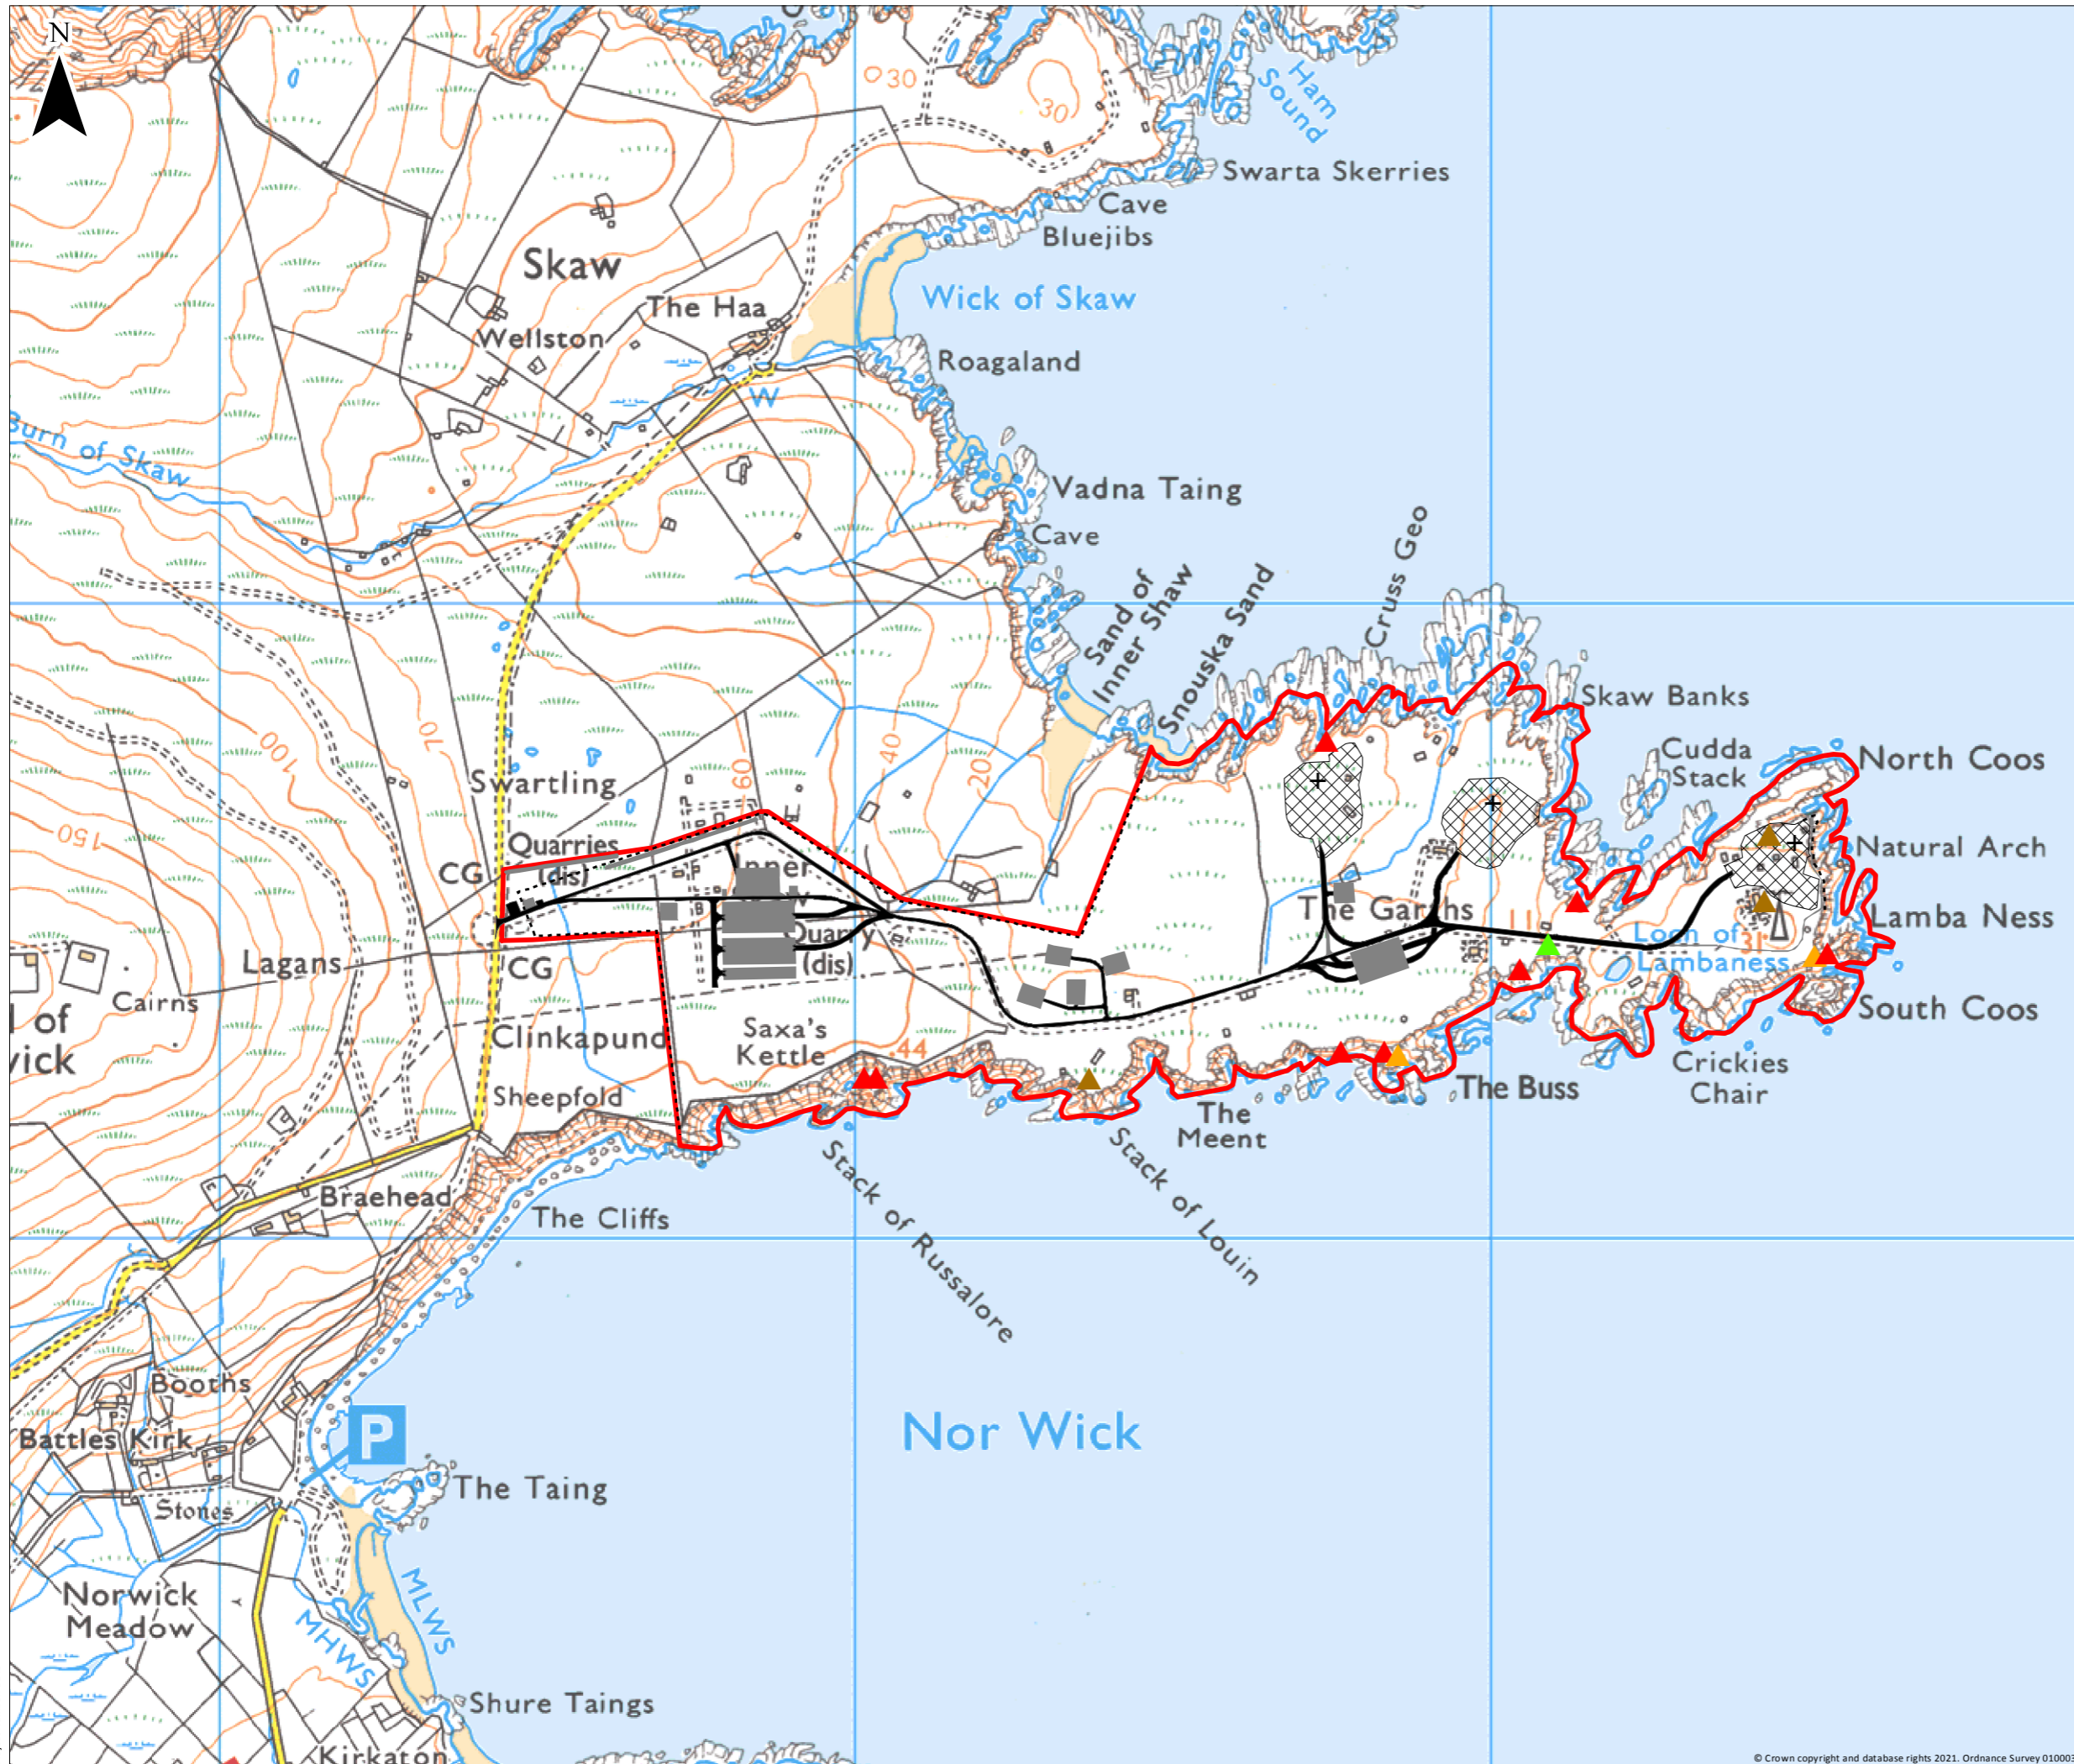 N
30
30
Ham
Sound
Swarta Skerries
Cave
Bluejibs
Skaw
The Haa
Wick of Skaw
Wellston
Roagaland
W
Burn of Skaw
Vadna Taing
Cave
Cruss Geo
Sand of
Inner Shaw
Snouska Sand
Skaw Banks
70
100
60
40
20
Cudda
Stack
North Coos
Swartling
150
Quarries
(dis)
CG
Inner
Natural Arch
The Garths
11
Lamba Ness
Quarry
(dis)
Loch of
Lambaness
31
Lagans
CG
Cairns
of
South Coos
Clinkapund
Saxa's
Kettle
44
Crickies
Chair
Sheepfold
The Buss
The
Meent
Stack of Russalore
Stack of Louin
Braehead
The Cliffs
Booths
P
Nor Wick
Battles Kirk
The Taing
Stones
Norwick
Meadow
MLWS
MHWS
Shure Taings
Kirkaton
© Crown copyright and database rights 2021. Ordnance Survey 010003